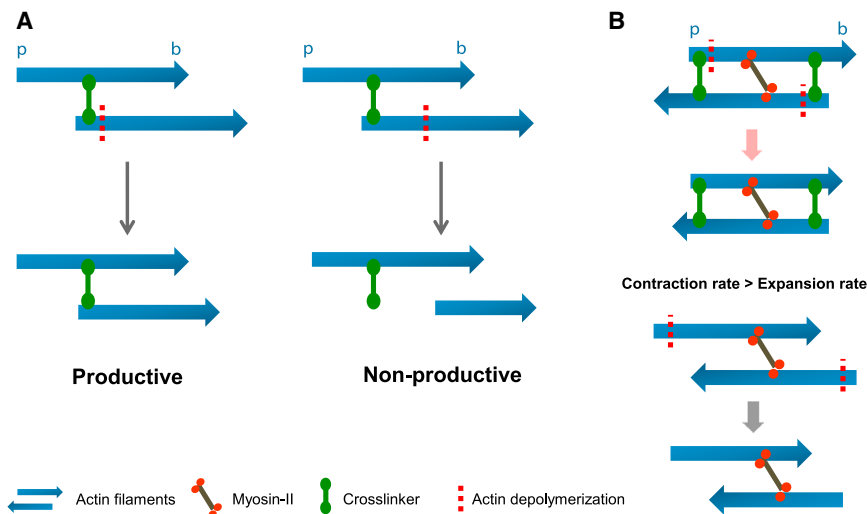 A
B
p b
p b
p b
Productive
Non-productive
Contraction rate > Expansion rate
Actin filaments
Myosin-II
Crosslinker
Actin depolymerization